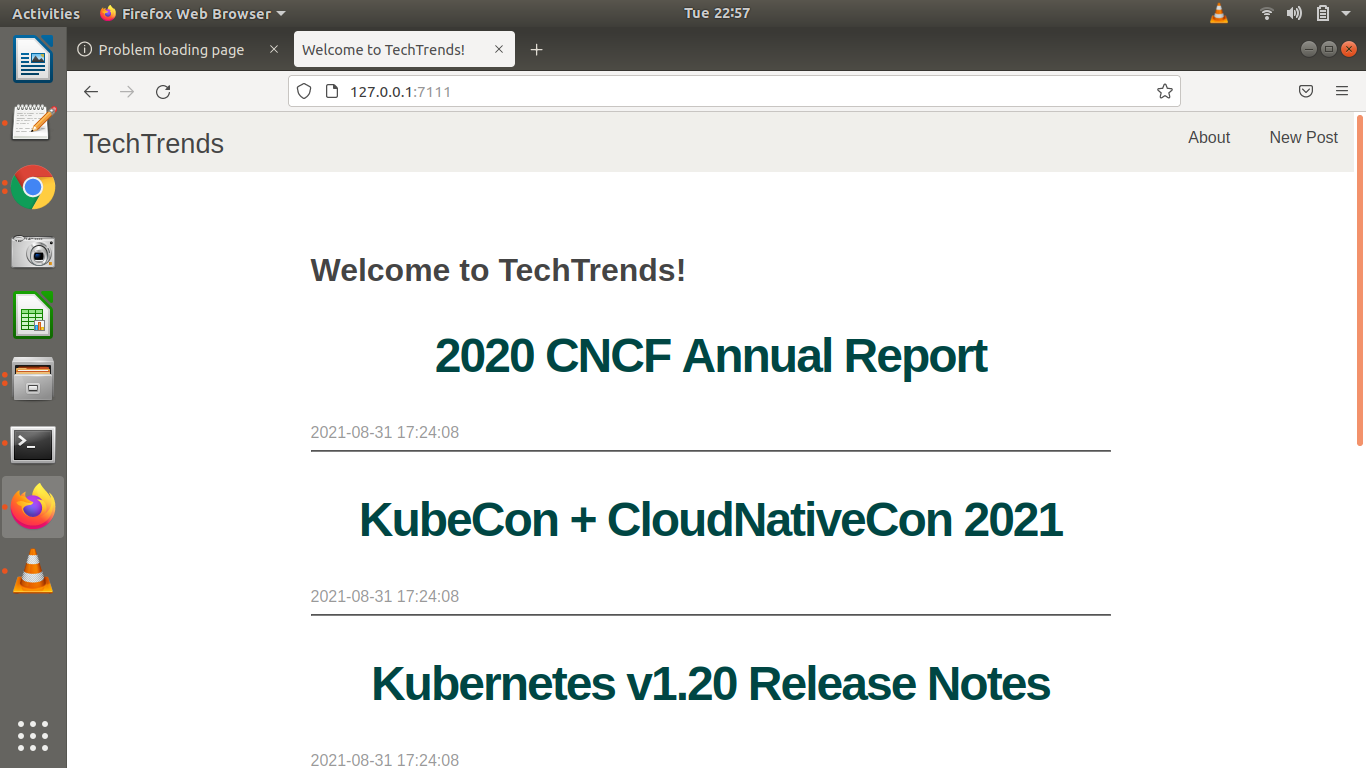 Activities Firefox Web Browser Tue 22:57
Problem loading page Welcome to TechTrends!
127.0.0.1:7111
TechTrends About New Post
Welcome to TechTrends!
2020 CNCF Annual Report
2021-08-31 17:24:08
KubeCon + CloudNativeCon 2021
2021-08-31 17:24:08
Kubernetes v1.20 Release Notes
2021-08-31 17:24:08